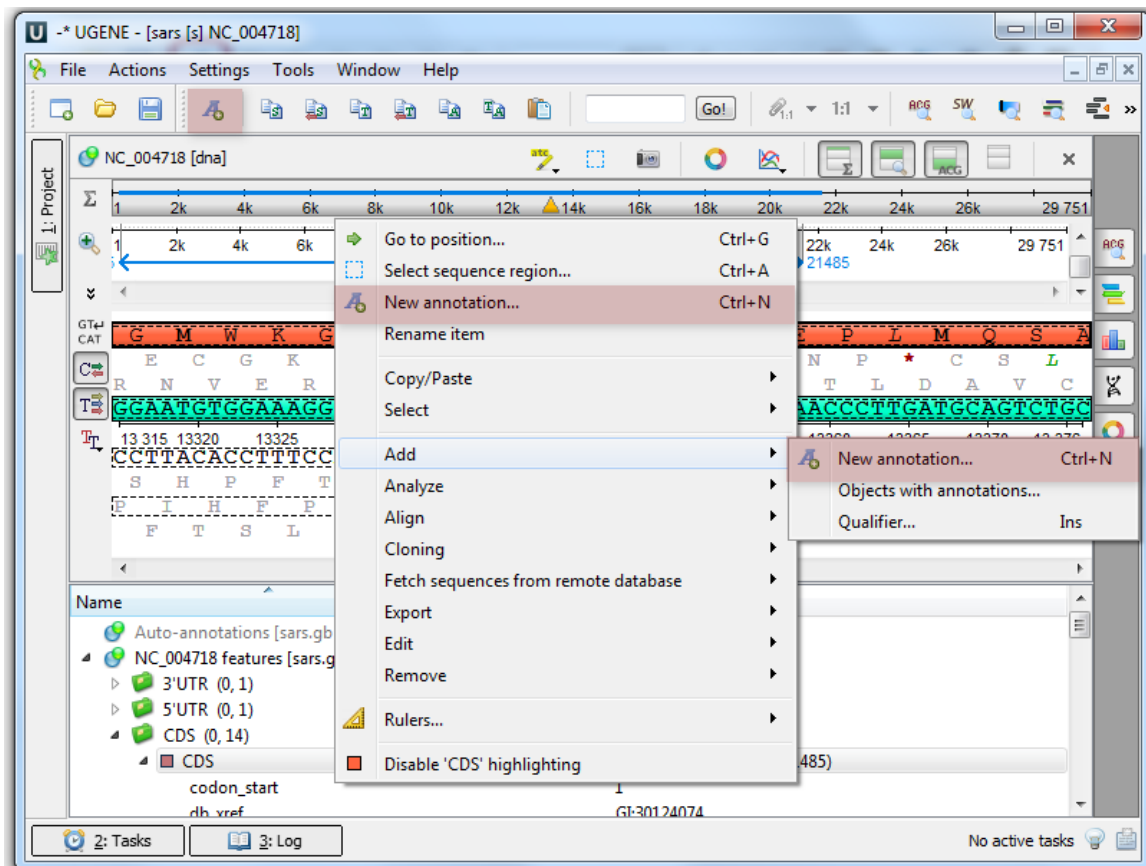 -* UGENE - [sars [s] NC_004718]
File Actions Settings Tools Window Help
Go! 1:1 ACG SW
1: Project
NC_004718 [dna]
1 2k 4k 6k 8k 10k 12k 14k 16k 18k 20k 22k 24k 26k 29 751
1 2k 4k 6k 22k 24k 26k 29 751
21485
Go to position... Ctrl+G
Select sequence region... Ctrl+A
New annotation... Ctrl+N
Rename item
Copy/Paste
Select
Add
Analyze
Align
Cloning
Fetch sequences from remote database
Export
Edit
Remove
Rulers...
Disable 'CDS' highlighting
New annotation... Ctrl+N
Objects with annotations...
Qualifier... Ins
G M W K G E P L M Q S A
E C G K N P * C S L
R N V E R T L D A V C
GGAATGTGGAAAGG AACCCTTGATGCAGTCTGC
13 315 13320 13325
CCTTACACCTTTCC
S H P F T
P I H F P
F T S L
Name
Auto-annotations [sars.gb
NC_004718 features [sars.g
3'UTR (0, 1)
5'UTR (0, 1)
CDS (0, 14)
CDS 485)
codon_start 1
db_xref GI:30124074
2: Tasks 3: Log No active tasks